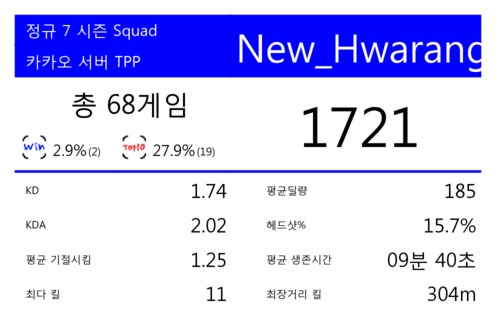 정규 7 시즌 Squad
카카오 서버 TPP
New_Hwarang
총 68게임
Win 2.9%(2) Top10 27.9%(19)
1721
KD 1.74 평균딜량 185
KDA 2.02 헤드샷% 15.7%
평균 기절시킴 1.25 평균 생존시간 09분 40초
최다 킬 11 최장거리 킬 304m